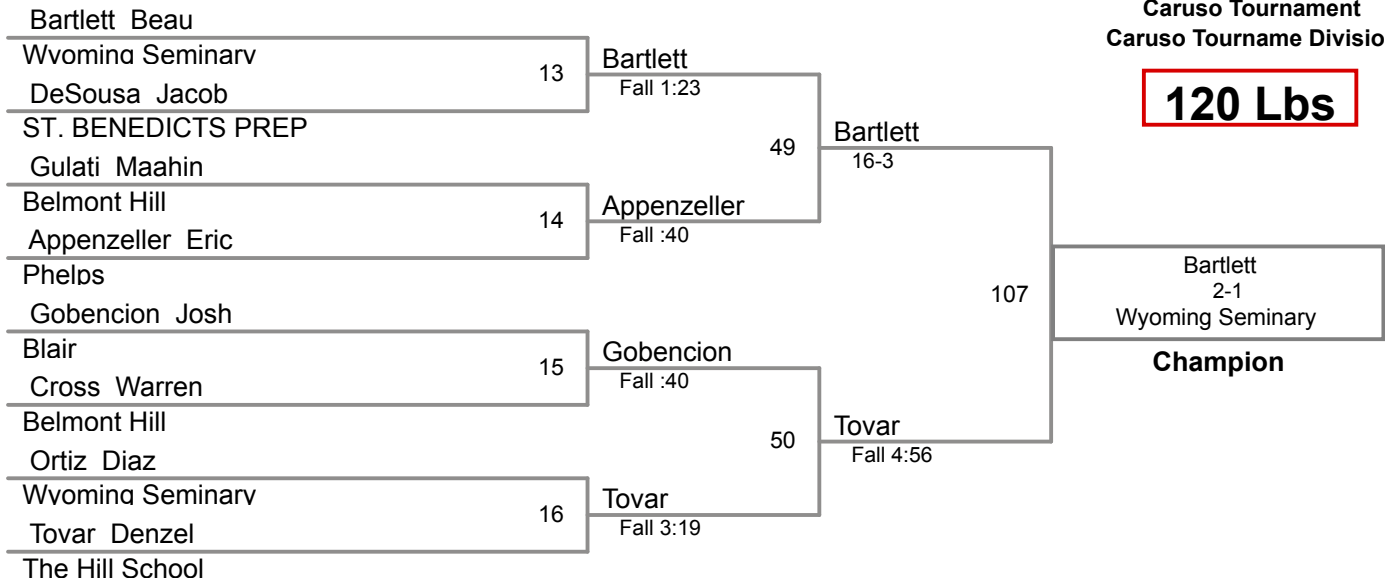 Bartlett Beau
Wyoming Seminary
DeSousa Jacob
ST. BENEDICTS PREP
Gulati Maahin
Belmont Hill
Appenzeller Eric
Phelps
Gobencion Josh
Blair
Cross Warren
Belmont Hill
Ortiz Diaz
Wyoming Seminary
Tovar Denzel
The Hill School
13
14
15
16
Bartlett
Fall 1:23
Appenzeller
Fall :40
Gobencion
Fall :40
Tovar
Fall 3:19
49
50
Bartlett
16-3
Tovar
Fall 4:56
107
Caruso Tournament
Caruso Tourname Divisio
120 Lbs
Bartlett
2-1
Wyoming Seminary
Champion